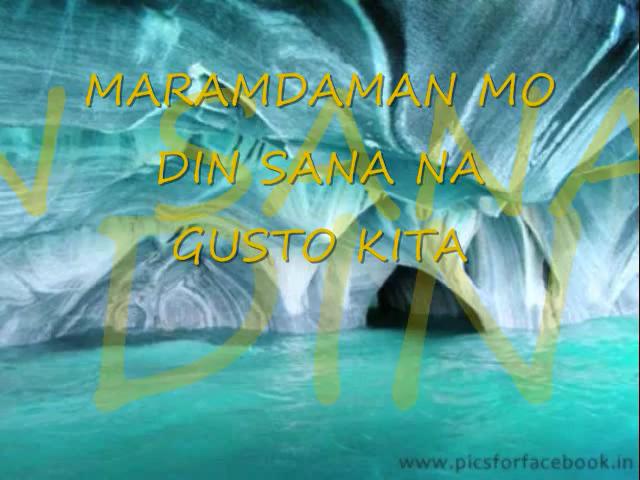 MARAMDAMAN MO
DIN SANA NA
GUSTO KITA
N SANA
DIN
www.picsforfacebook.in